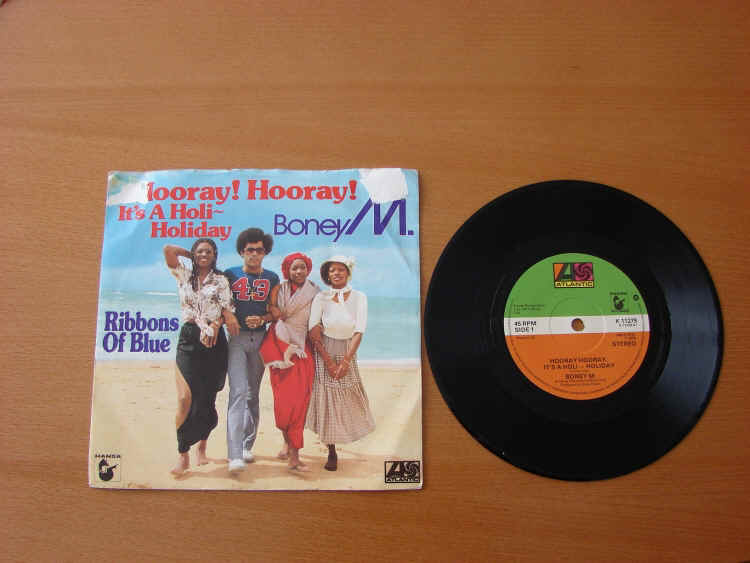 Hooray! Hooray!
It's A Holi~
Holiday
Boney M.
Ribbons
Of Blue
43
HANSA
ATLANTIC
ATLANTIC
45 RPM
SIDE 1
K 11279
STEREO
HOORAY HOORAY,
IT'S A HOLI – HOLIDAY
BONEY M